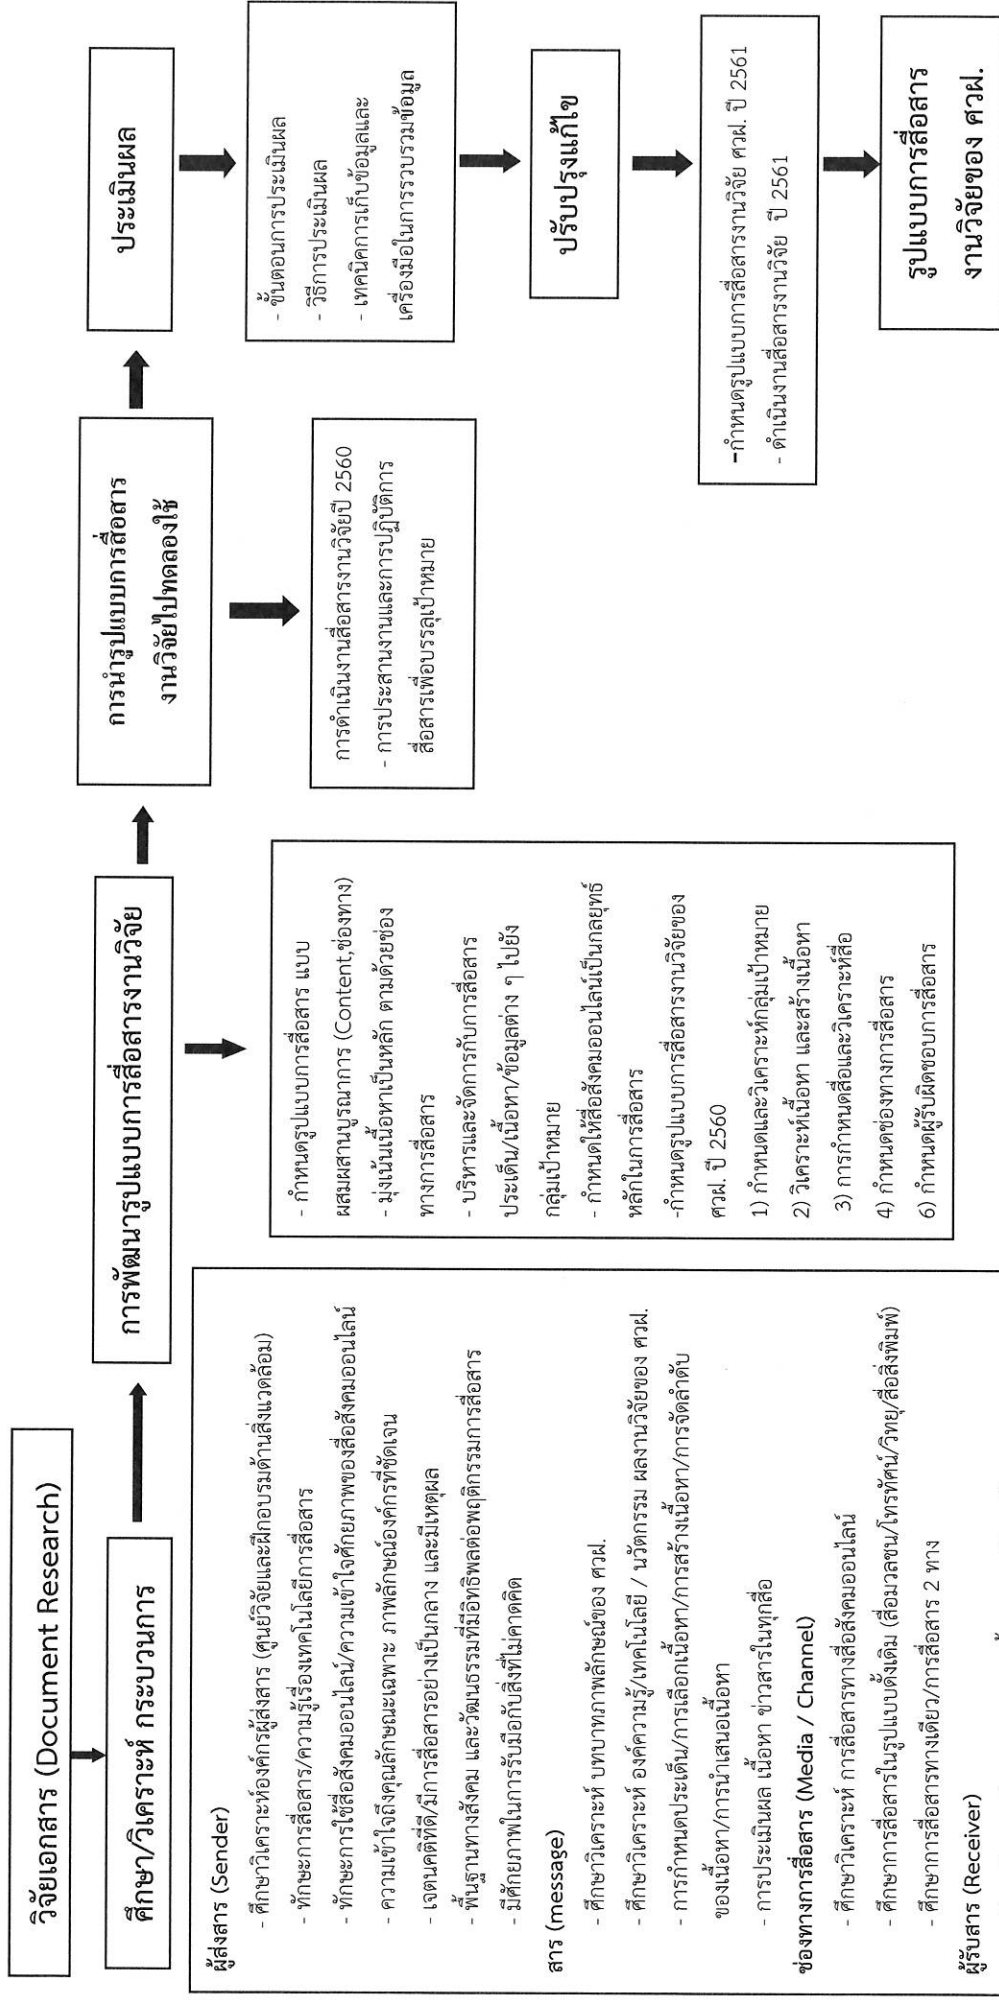 วิจัยเอกสาร (Document Research)
ศึกษา/วิเคราะห์ กระบวนการ
ผู้ส่งสาร (Sender)
- ศึกษาวิเคราะห์องค์กรผู้ส่งสาร (ศูนย์วิจัยและฝึกอบรมด้านสิ่งแวดล้อม)
- ทักษะการสื่อสาร/ความรู้เรื่องเทคโนโลยีการสื่อสาร
- ทักษะการใช้สื่อสังคมออนไลน์/ความเข้าใจศักยภาพของสื่อสังคมออนไลน์
- ความเข้าใจถึงคุณลักษณะเฉพาะ ภาพลักษณ์องค์กรที่ชัดเจน
- เจตนคติที่ดี/มีการสื่อสารอย่างเป็นกลาง และมีเหตุผล
- พื้นฐานทางสังคม และวัฒนธรรมที่มีอิทธิพลต่อพฤติกรรมการสื่อสาร
- มีศักยภาพในการรับมือกับสิ่งที่ไม่คาดคิด
สาร (message)
- ศึกษาวิเคราะห์ บทบาทภาพลักษณ์ของ ศวฝ.
- ศึกษาวิเคราะห์ องค์ความรู้/เทคโนโลยี / นวัตกรรม ผลงานวิจัยของ ศวฝ.
- การกำหนดประเด็น/การเลือกเนื้อหา/การสร้างเนื้อหา/การจัดลำดับ
ของเนื้อหา/การนำเสนอเนื้อหา
- การประเมินผล เนื้อหา ข่าวสารในทุกสื่อ
ช่องทางการสื่อสาร (Media / Channel)
- ศึกษาวิเคราะห์ การสื่อสารทางสื่อสังคมออนไลน์
- ศึกษาการสื่อสารในรูปแบบดั้งเดิม (สื่อมวลชน/โทรทัศน์/วิทยุ/สื่อสิ่งพิมพ์)
- ศึกษาการสื่อสารทางเดียว/การสื่อสาร 2 ทาง
ผู้รับสาร (Receiver)
การพัฒนารูปแบบการสื่อสารงานวิจัย
- กำหนดรูปแบบการสื่อสาร แบบ
ผสมผสานบูรณาการ (Content,ช่องทาง)
- มุ่งเน้นเนื้อหาเป็นหลัก ตามด้วยช่อง
ทางการสื่อสาร
- บริหารและจัดการกับการสื่อสาร
ประเด็น/เนื้อหา/ข้อมูลต่าง ๆ ไปยัง
กลุ่มเป้าหมาย
- กำหนดให้สื่อสังคมออนไลน์เป็นกลยุทธ์
หลักในการสื่อสาร
-กำหนดรูปแบบการสื่อสารงานวิจัยของ
ศวฝ. ปี 2560
1) กำหนดและวิเคราะห์กลุ่มเป้าหมาย
2) วิเคราะห์เนื้อหา และสร้างเนื้อหา
3) การกำหนดสื่อและวิเคราะห์สื่อ
4) กำหนดช่องทางการสื่อสาร
6) กำหนดผู้รับผิดชอบการสื่อสาร
การนำรูปแบบการสื่อสาร
งานวิจัยไปทดลองใช้
การดำเนินงานสื่อสารงานวิจัยปี 2560
- การประสานงานและการปฏิบัติการ
สื่อสารเพื่อบรรลุเป้าหมาย
ประเมินผล
- ขั้นตอนการประเมินผล
- วิธีการประเมินผล
- เทคนิคการเก็บข้อมูลและ
เครื่องมือในการรวบรวมข้อมูล
ปรับปรุงแก้ไข
-กำหนดรูปแบบการสื่อสารงานวิจัย ศวฝ. ปี 2561
- ดำเนินงานสื่อสารงานวิจัย ปี 2561
รูปแบบการสื่อสาร
งานวิจัยของ ศวฝ.